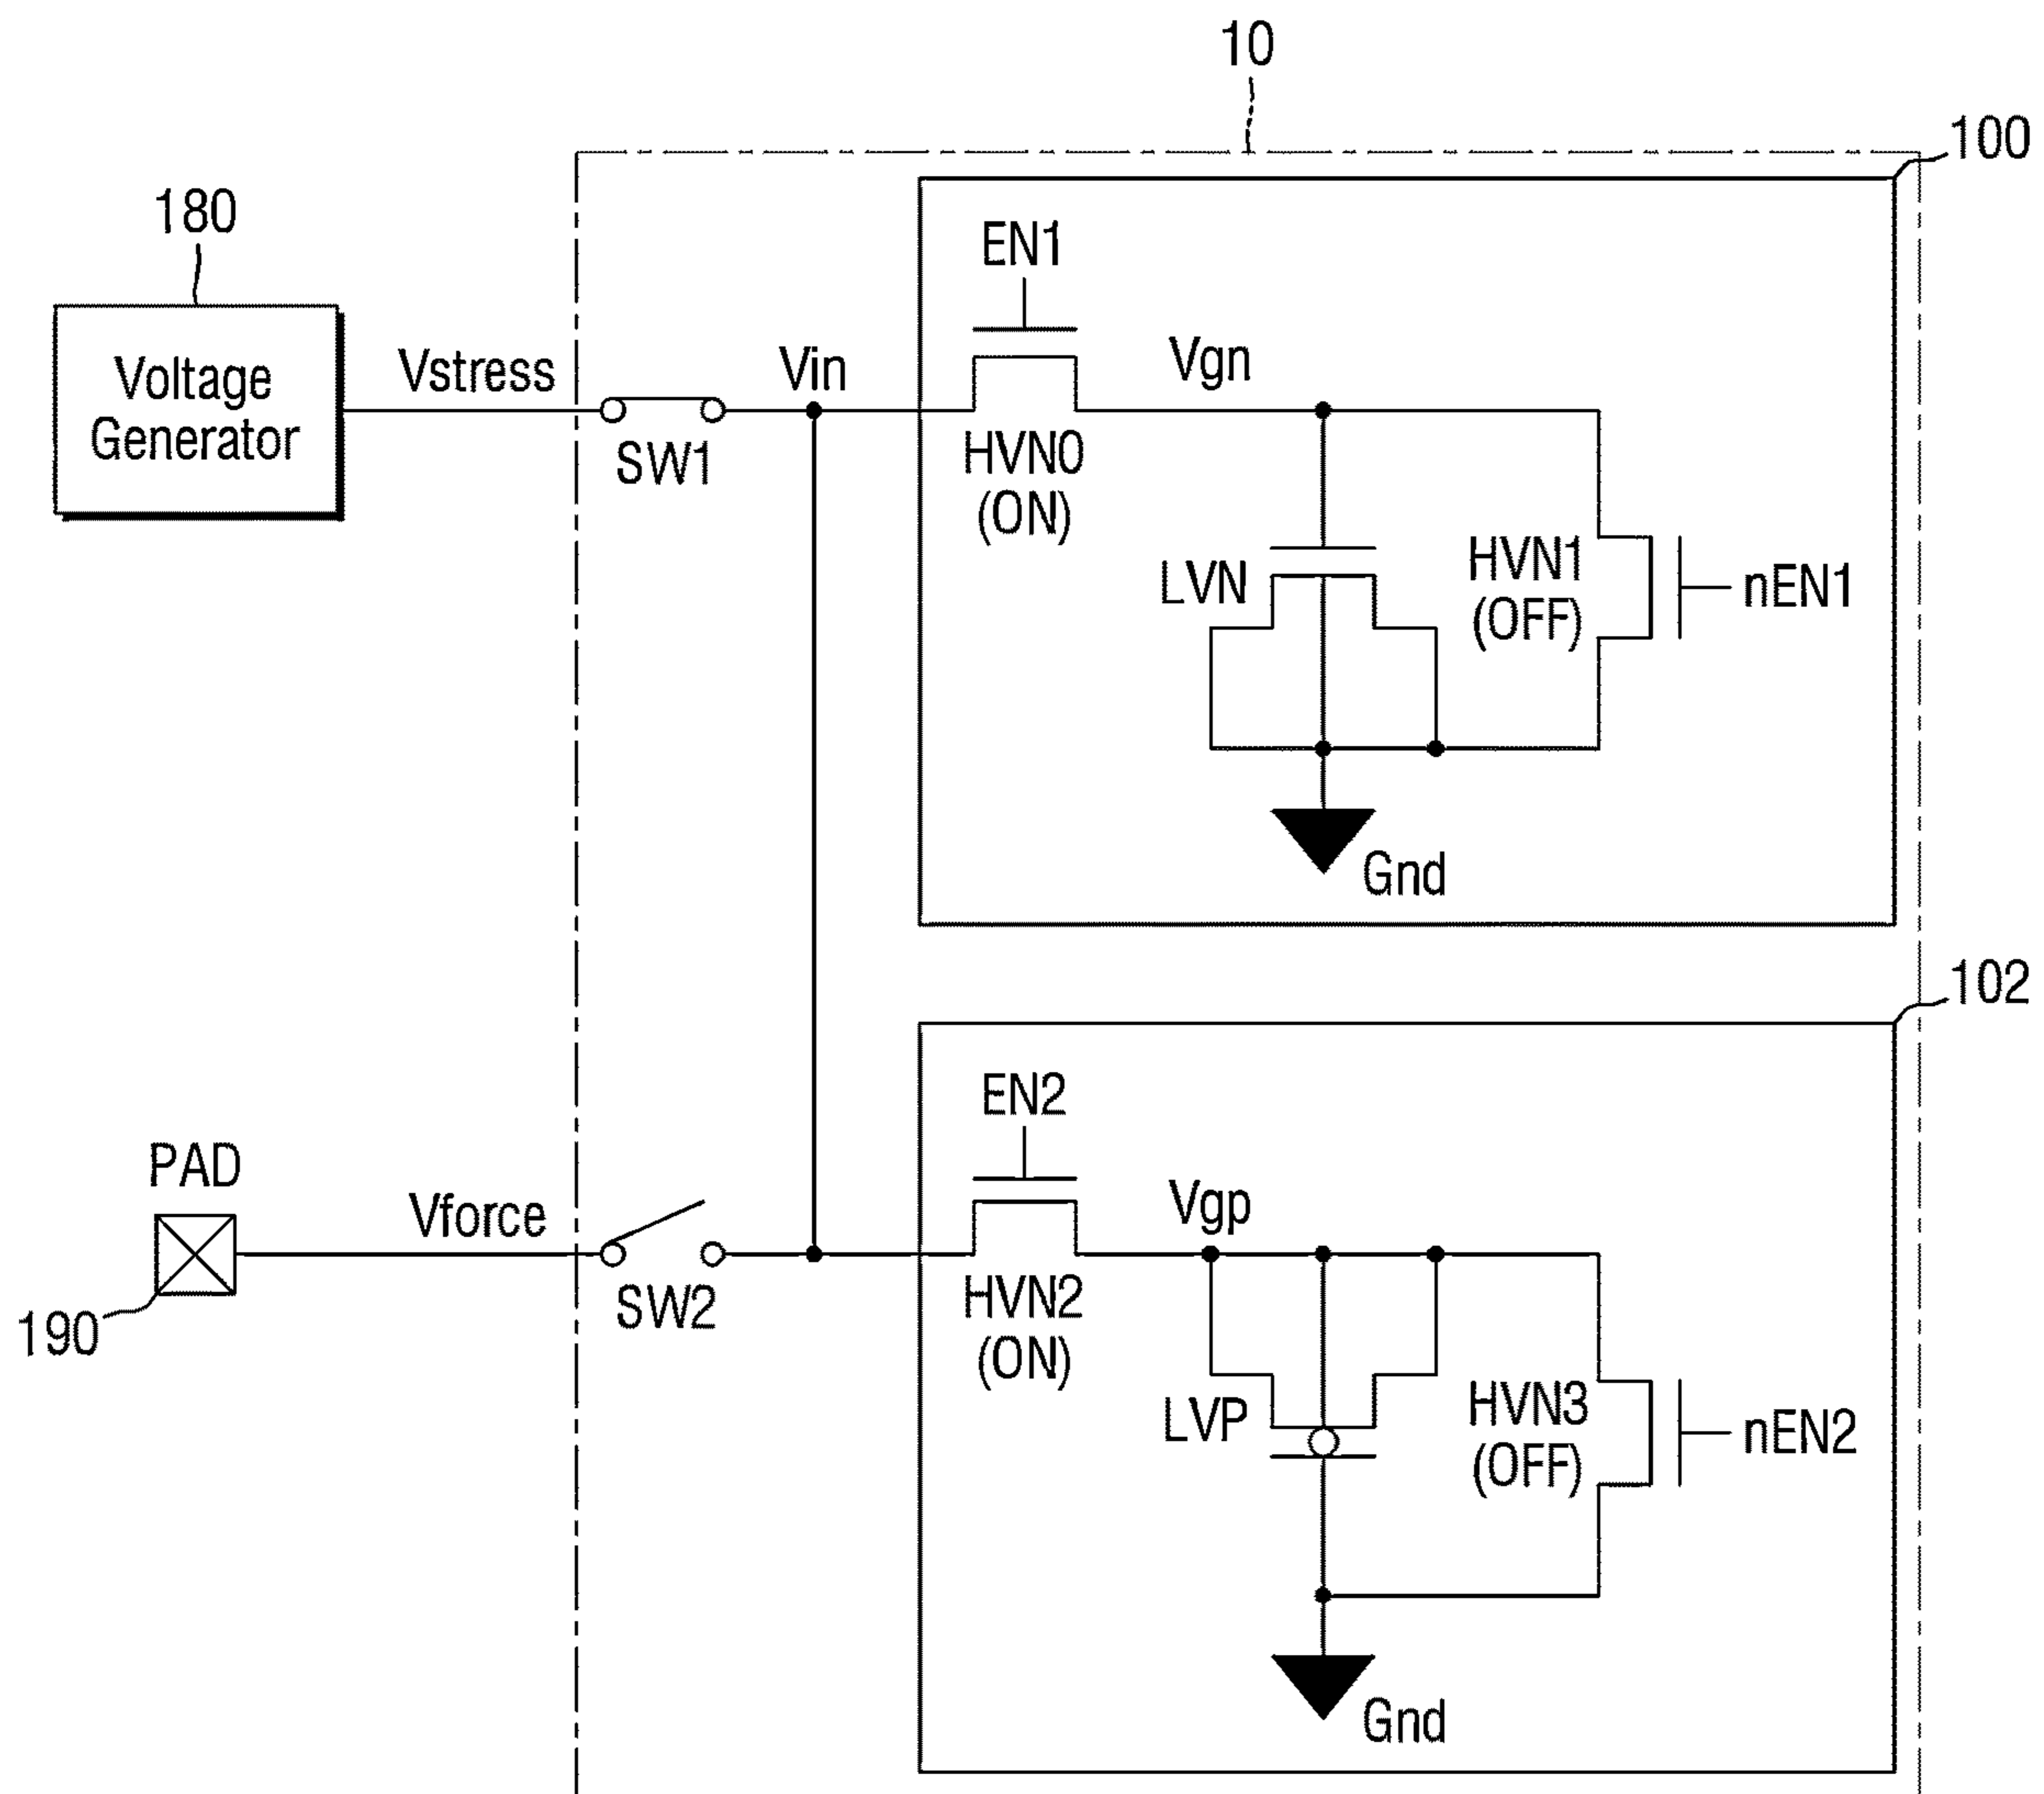 10
100
180
EN1
Voltage
Generator
Vstress
Vin
Vgn
SW1
HVN0
(ON)
LVN
HVN1
(OFF)
nEN1
Gnd
102
EN2
PAD
Vforce
Vgp
190
SW2
HVN2
(ON)
LVP
HVN3
(OFF)
nEN2
Gnd